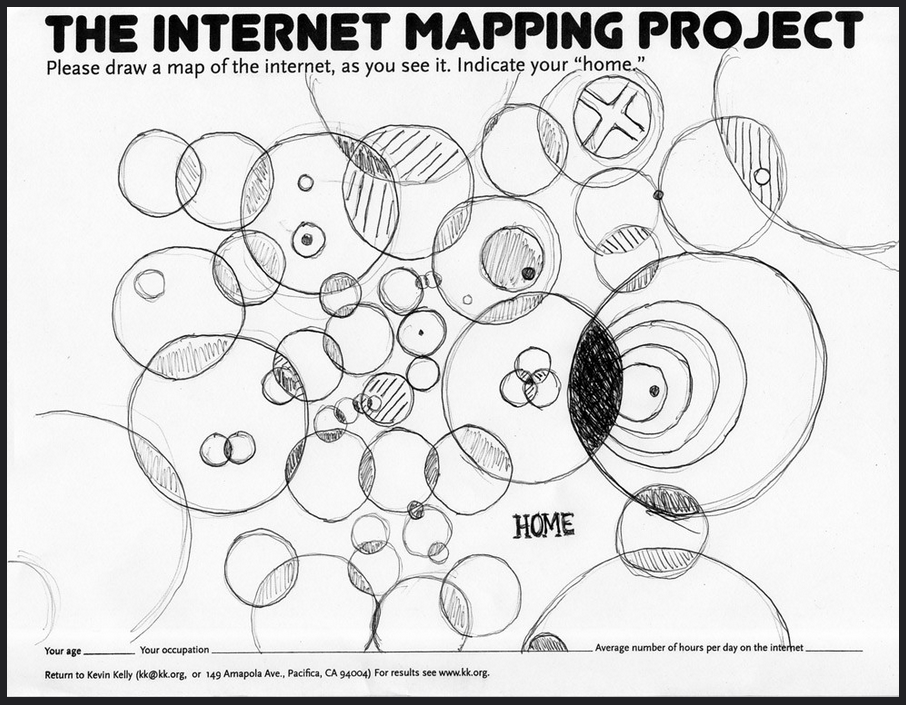 THE INTERNET MAPPING PROJECT
Please draw a map of the internet, as you see it. Indicate your “home.”
HOME
Your age Your occupation Average number of hours per day on the internet
Return to Kevin Kelly (kk@kk.org, or 149 Amapola Ave., Pacifica, CA 94004) For results see www.kk.org.